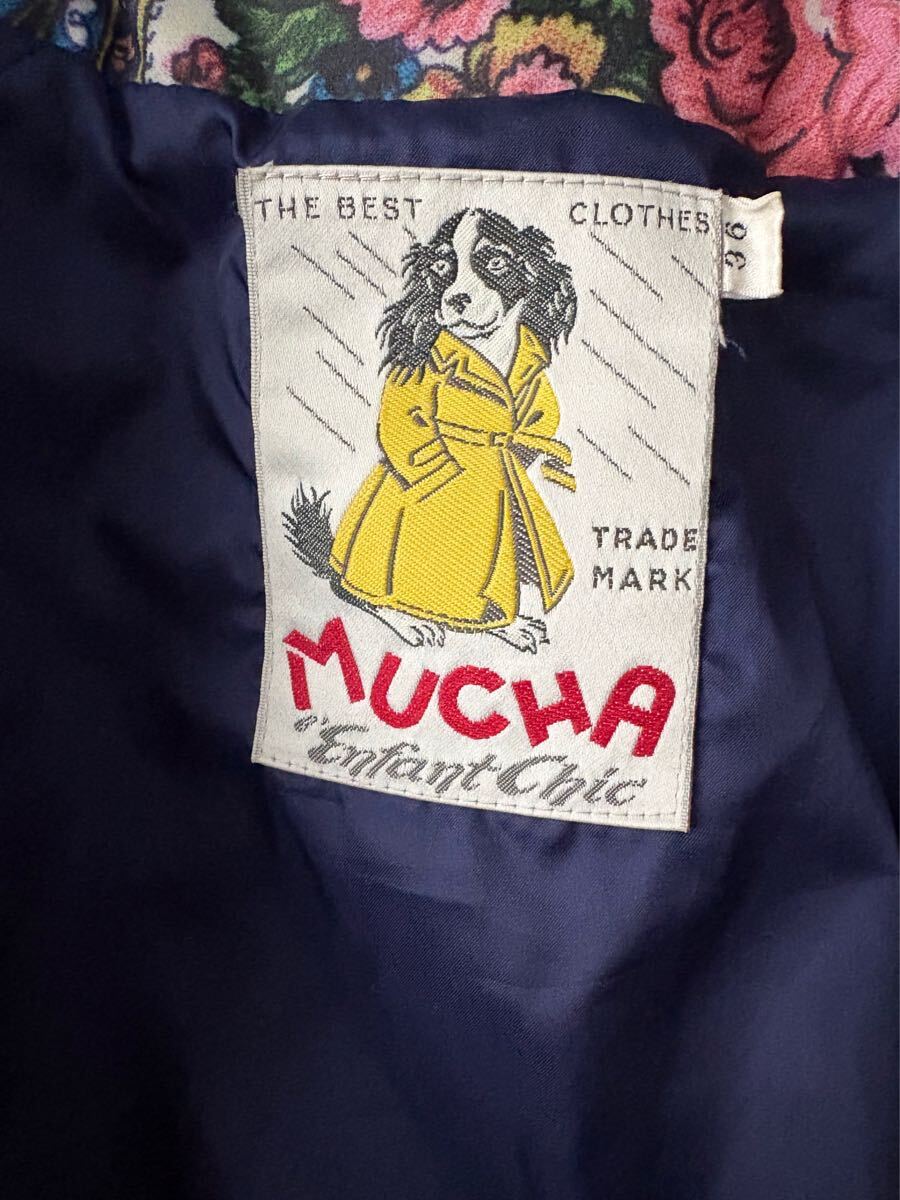 THE BEST CLOTHES
36
TRADE
MARK
MUCHA
l'Enfant-Chic